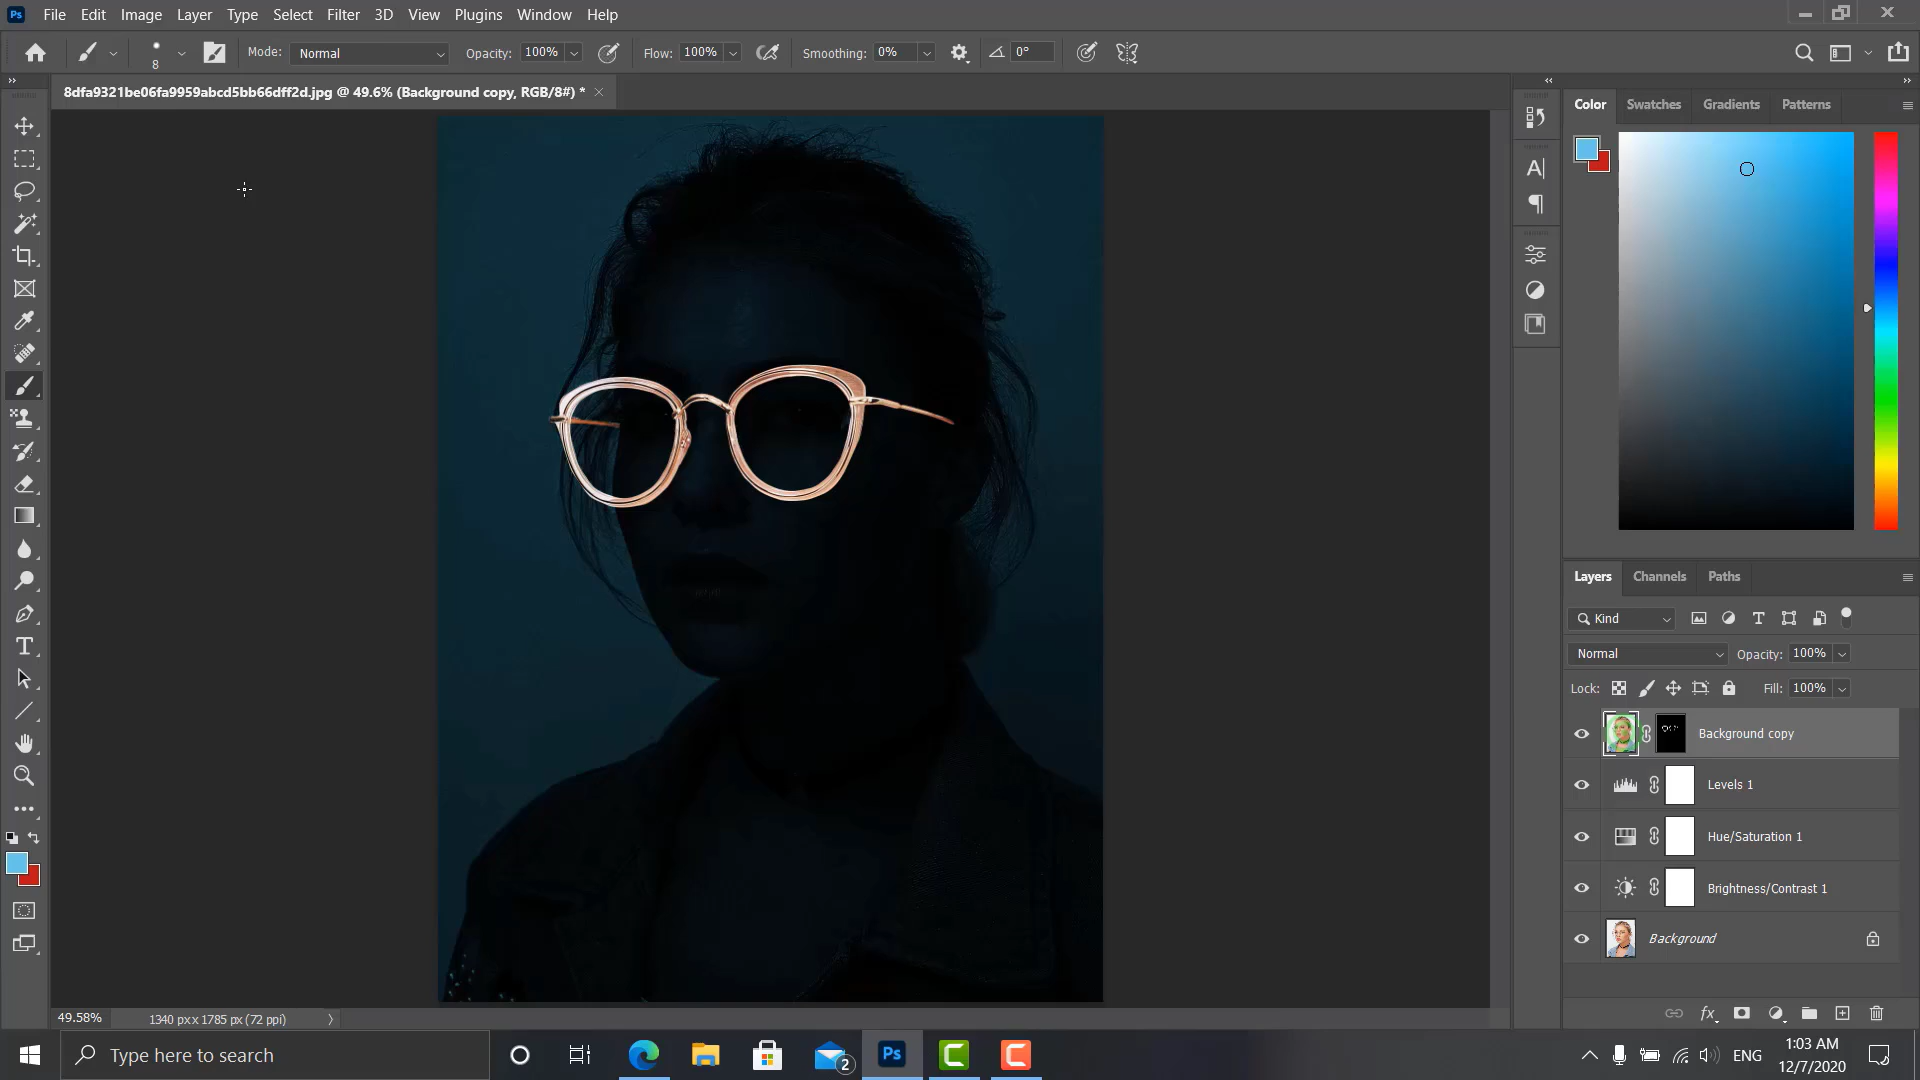 Ps File Edit Image Layer Type Select Filter 3D View Plugins Window Help
8 Mode: Normal Opacity: 100% Flow: 100% Smoothing: 0% 0°
8dfa9321be06fa9959abcd5bb66dff2d.jpg @ 49.6% (Background copy, RGB/8#) *
Color Swatches Gradients Patterns
Layers Channels Paths
Kind
Normal Opacity: 100%
Lock: Fill: 100%
Background copy
Levels 1
Hue/Saturation 1
Brightness/Contrast 1
Background
fx
49.58% 1340 px x 1785 px (72 ppi)
Type here to search
2
Ps
ENG
1:03 AM
12/7/2020